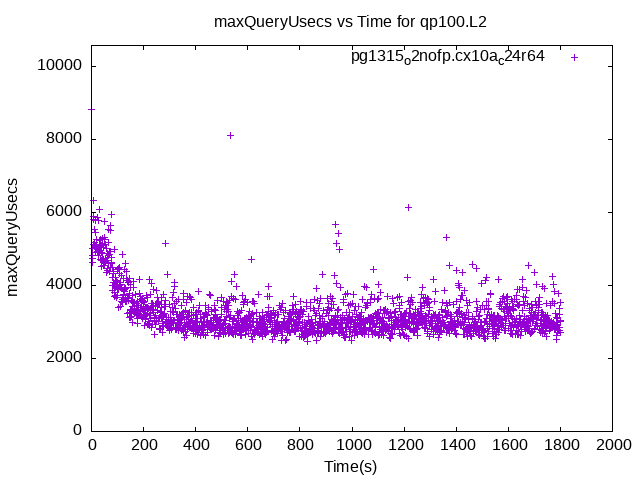 maxQueryUsecs vs Time for qp100.L2
pg1315o2nofp.cx10ac24r64
10000
8000
6000
4000
2000
0
maxQueryUsecs
0 200 400 600 800 1000 1200 1400 1600 1800 2000
Time(s)